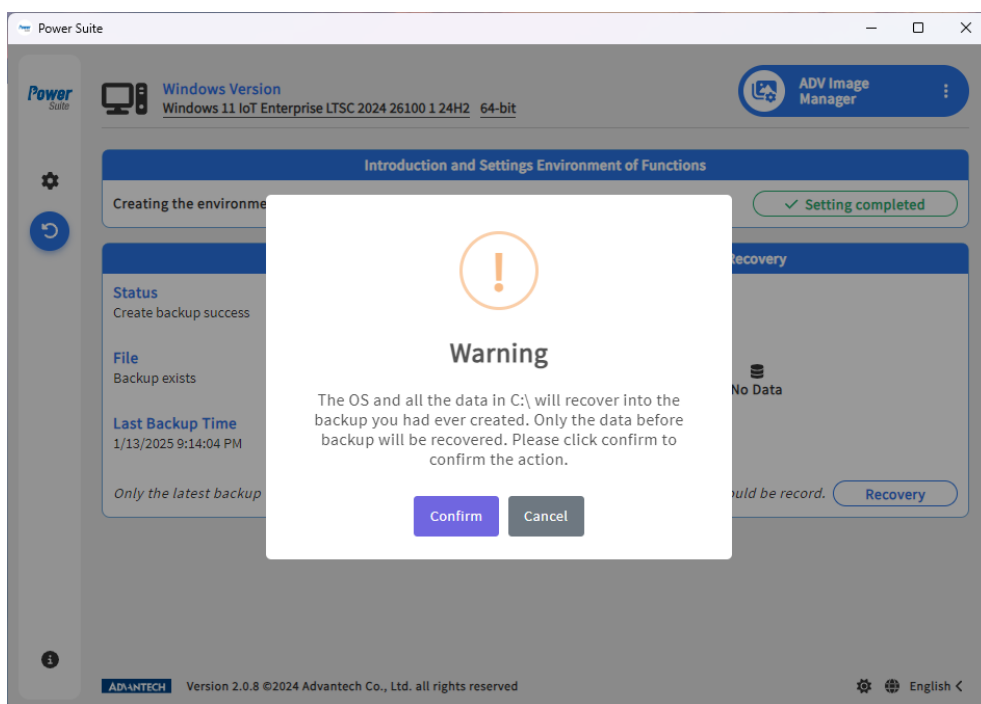 Power Suite
Power
Suite
Windows Version
Windows 11 IoT Enterprise LTSC 2024 26100 1 24H2 64-bit
ADV Image
Manager
Introduction and Settings Environment of Functions
Creating the environme
Setting completed
Recovery
Status
Create backup success
File
Backup exists
No Data
Last Backup Time
1/13/2025 9:14:04 PM
Only the latest backup
ould be record.
Recovery
Warning
The OS and all the data in C:\ will recover into the
backup you had ever created. Only the data before
backup will be recovered. Please click confirm to
confirm the action.
Confirm
Cancel
ADVANTECH
Version 2.0.8 ©2024 Advantech Co., Ltd. all rights reserved
English